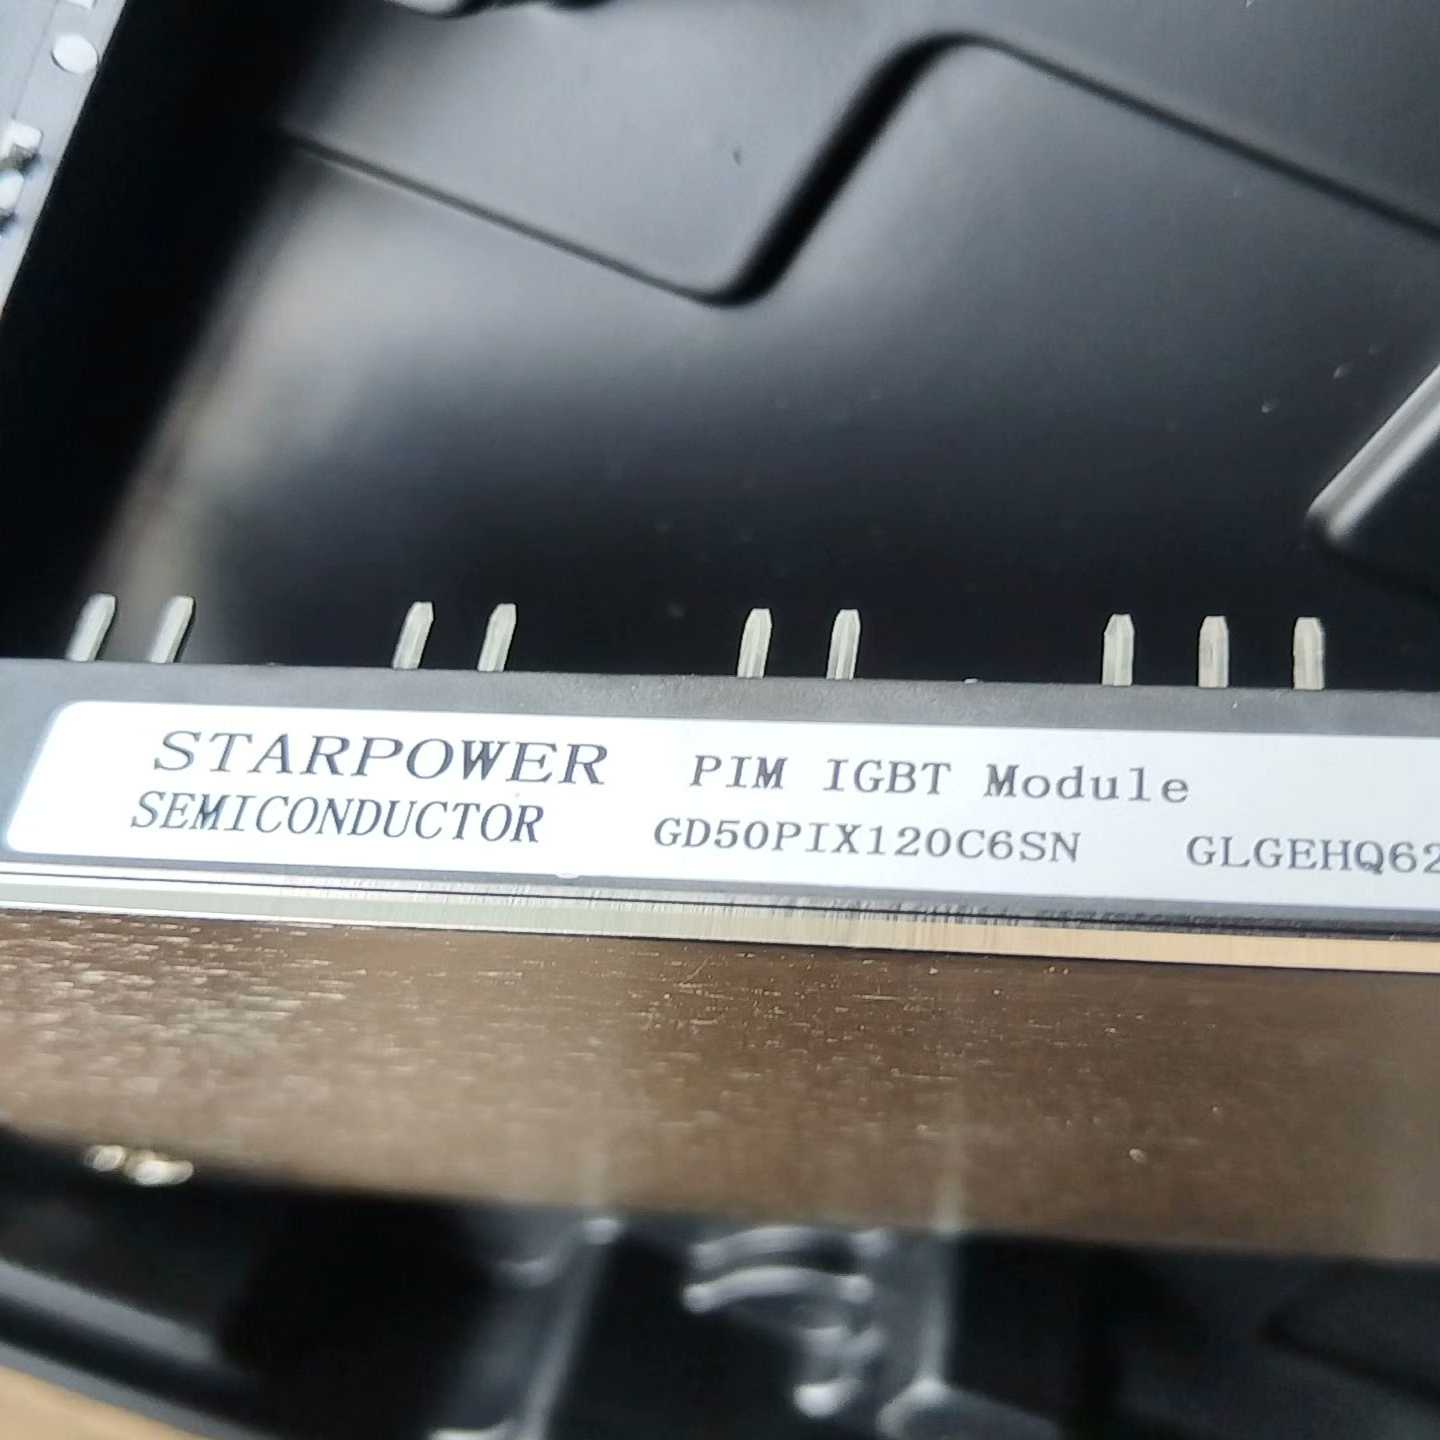 STARPOWER PIM IGBT Module
SEMICONDUCTOR GD50PIX120C6SN GLGEHQ62